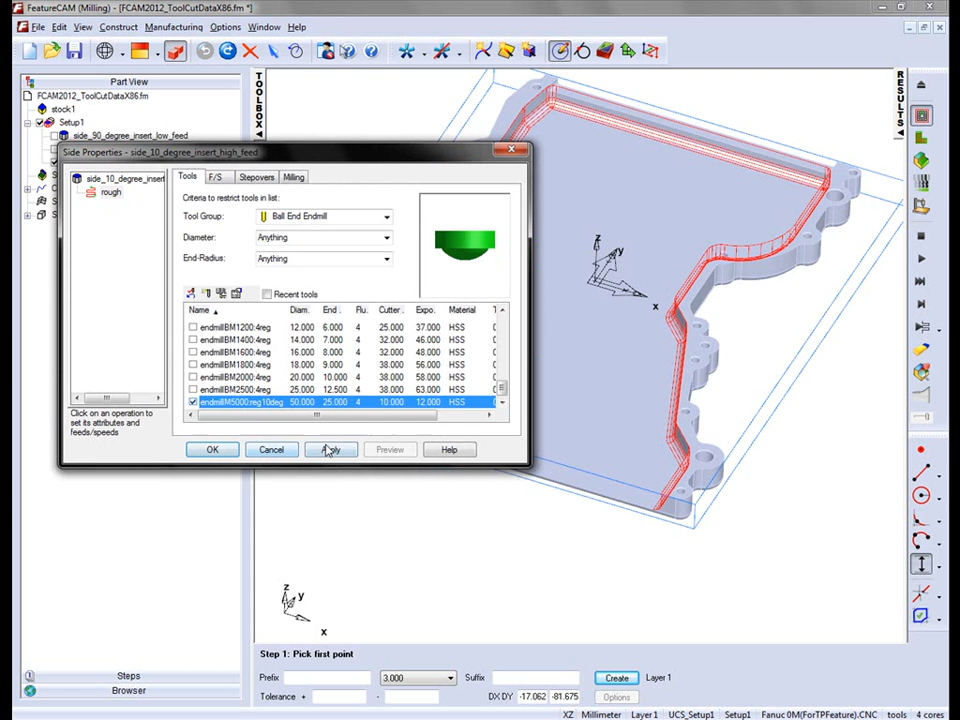 FeatureCAM (Milling) - [FCAM2012_ToolCutDataX86.fm *]
File Edit View Construct Manufacturing Options Window Help
Part View
FCAM2012_ToolCutDataX86.fm
stock1
Setup1
side_90_degree_insert_low_feed
TOOLBOX
RESULTS
Side Properties - side_10_degree_insert_high_feed
side_10_degree_insert
rough
Click on an operation to
set its attributes and
feeds/speeds
Tools F/S Stepovers Milling
Criteria to restrict tools in list:
Tool Group: Ball End Endmill
Diameter: Anything
End-Radius: Anything
Recent tools
Name Diam. End . Flu. Cutter . Expo. Material T
endmillBM1200:4reg 12.000 6.000 4 25.000 37.000 HSS
endmillBM1400:4reg 14.000 7.000 4 32.000 46.000 HSS
endmillBM1600:4reg 16.000 8.000 4 32.000 48.000 HSS
endmillBM1800:4reg 18.000 9.000 4 38.000 56.000 HSS
endmillBM2000:4reg 20.000 10.000 4 38.000 58.000 HSS
endmillBM2500:4reg 25.000 12.500 4 38.000 63.000 HSS
endmillM5000:reg10deg 50.000 25.000 4 10.000 12.000 HSS
OK Cancel Apply Preview Help
z
y
x
z
y
x
Steps
Browser
Step 1: Pick first point
Prefix 3.000 Suffix Create Layer 1
Tolerance + - DX DY -17.062 -81.675 Options
XZ Millimeter Layer 1 UCS_Setup1 Setup1 Fanuc 0M(ForTPFeature).CNC tools 4 cores